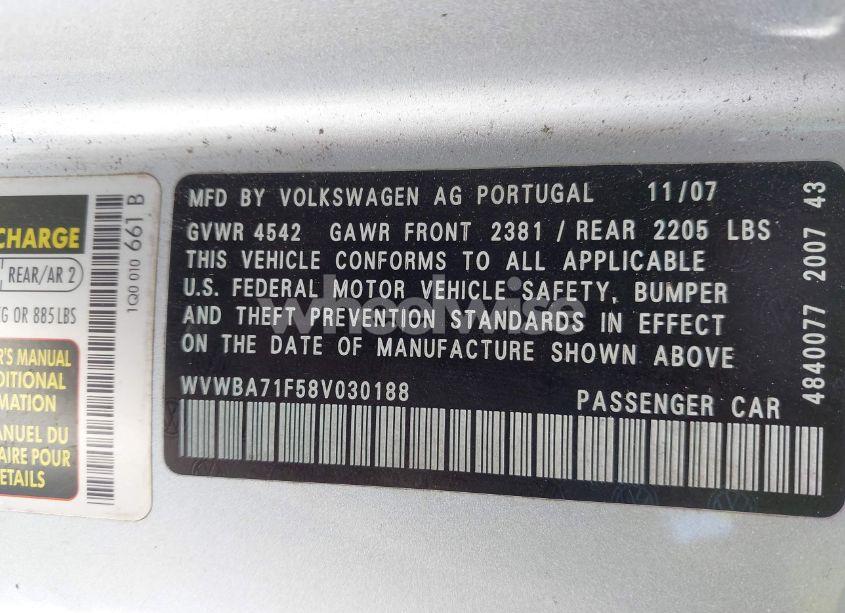 CHARGE
REAR/AR 2
KG OR 885 LBS
R'S MANUAL
DITIONAL
MATION
ANUEL DU
AIRE POUR
DETAILS
1Q0 010 661 B
MFD BY VOLKSWAGEN AG PORTUGAL 11/07
GVWR 4542 GAWR FRONT 2381 / REAR 2205 LBS
THIS VEHICLE CONFORMS TO ALL APPLICABLE
U.S. FEDERAL MOTOR VEHICLE SAFETY, BUMPER
AND THEFT PREVENTION STANDARDS IN EFFECT
ON THE DATE OF MANUFACTURE SHOWN ABOVE
WVWBA71F58V030188 PASSENGER CAR
4840077 2007 43
wheelwise